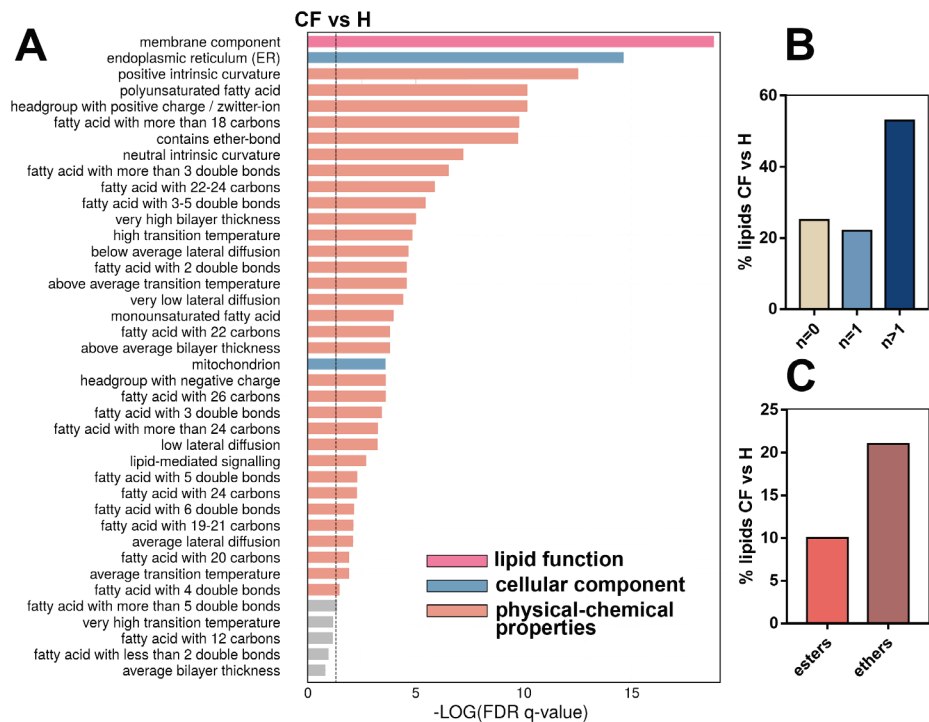 A
CF vs H
membrane component
endoplasmic reticulum (ER)
positive intrinsic curvature
polyunsaturated fatty acid
headgroup with positive charge / zwitter-ion
fatty acid with more than 18 carbons
contains ether-bond
neutral intrinsic curvature
fatty acid with more than 3 double bonds
fatty acid with 22-24 carbons
fatty acid with 3-5 double bonds
very high bilayer thickness
high transition temperature
below average lateral diffusion
fatty acid with 2 double bonds
above average transition temperature
very low lateral diffusion
monounsaturated fatty acid
fatty acid with 22 carbons
above average bilayer thickness
mitochondrion
headgroup with negative charge
fatty acid with 26 carbons
fatty acid with 3 double bonds
fatty acid with more than 24 carbons
low lateral diffusion
lipid-mediated signalling
fatty acid with 5 double bonds
fatty acid with 24 carbons
fatty acid with 6 double bonds
fatty acid with 19-21 carbons
average lateral diffusion
fatty acid with 20 carbons
average transition temperature
fatty acid with 4 double bonds
fatty acid with more than 5 double bonds
very high transition temperature
fatty acid with 12 carbons
fatty acid with less than 2 double bonds
average bilayer thickness
0 5 10 15
-LOG(FDR q-value)
lipid function
cellular component
physical-chemical
properties
B
% lipids CF vs H
60
40
20
0
n=0 n=1 n>1
C
% lipids CF vs H
25
20
15
10
5
0
esters ethers